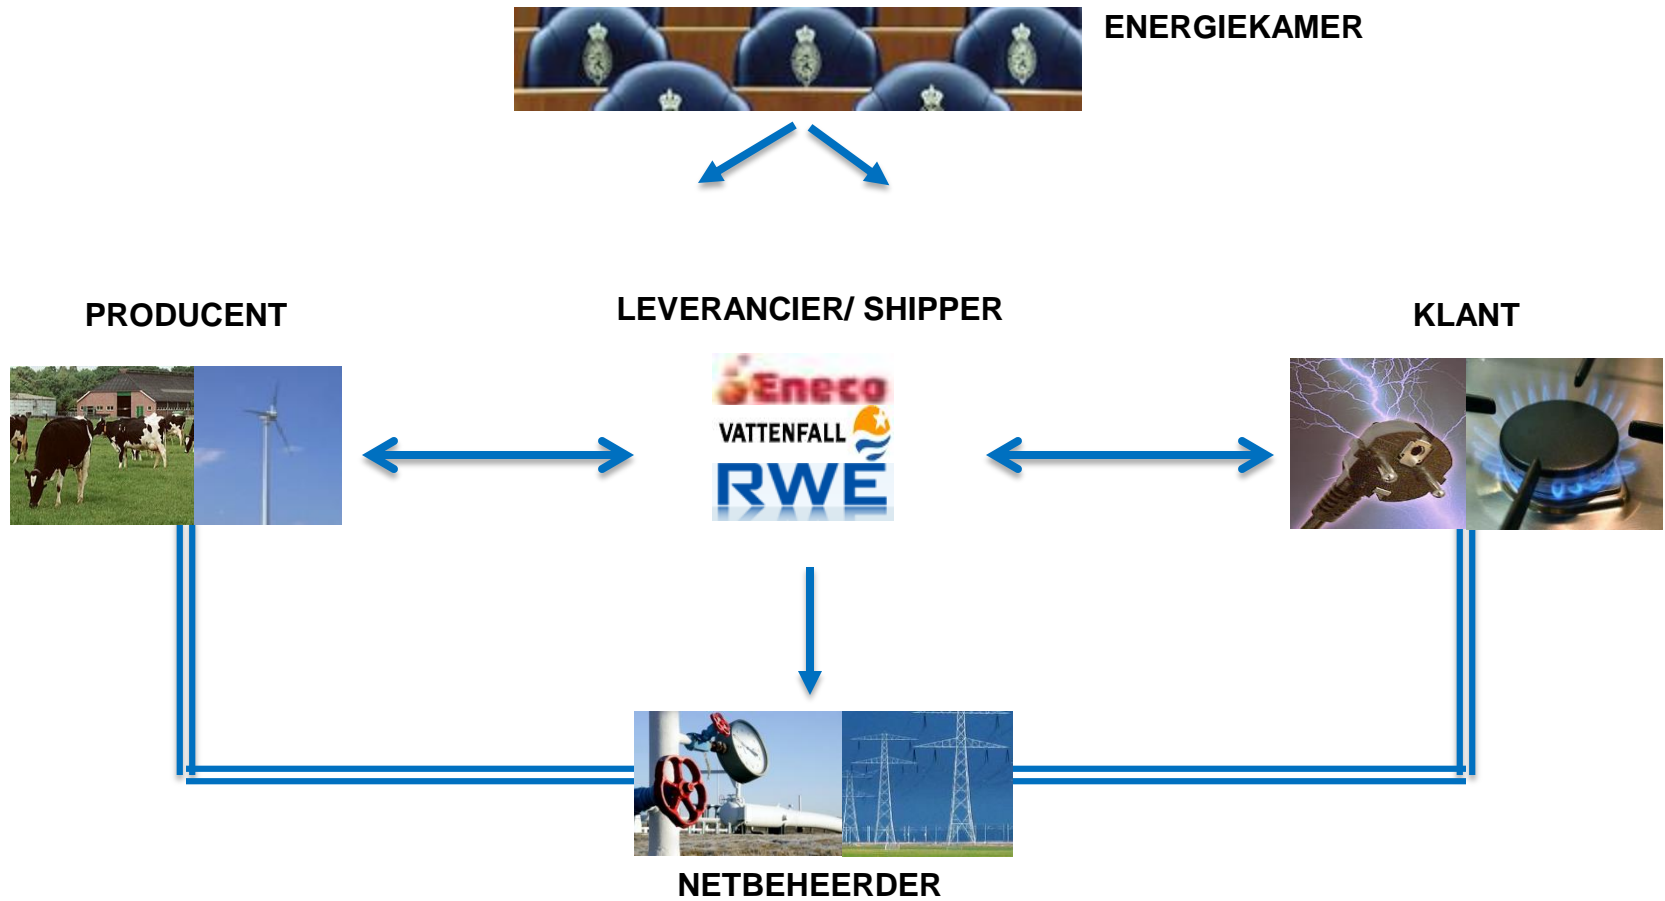 ENERGIEKAMER
PRODUCENT
LEVERANCIER/ SHIPPER
KLANT
Eneco
VATTENFALL
RWE
NETBEHEERDER